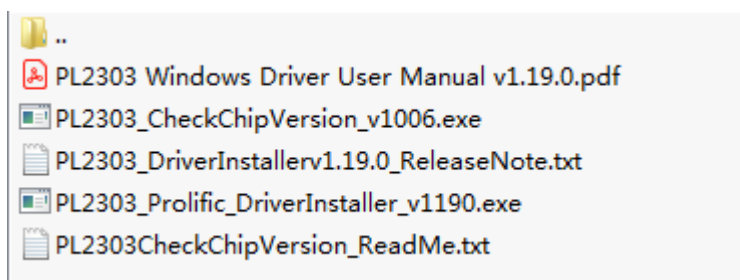 ..
PL2303 Windows Driver User Manual v1.19.0.pdf
PL2303_CheckChipVersion_v1006.exe
PL2303_DriverInstallerv1.19.0_ReleaseNote.txt
PL2303_Prolific_DriverInstaller_v1190.exe
PL2303CheckChipVersion_ReadMe.txt